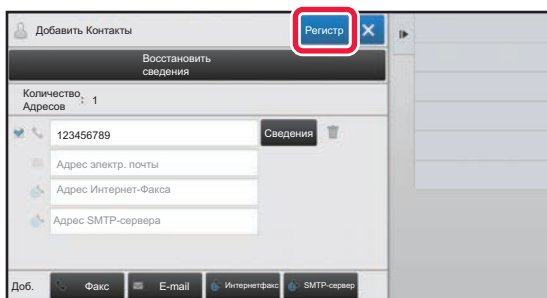 Добавить Контакты
Регистр
Восстановить
сведения
Количество
Адресов : 1
123456789
Сведения
Адрес электр. почты
Адрес Интернет-Факса
Адрес SMTP-сервера
Доб.
Факс
E-mail
Интернетфакс
SMTP-сервер